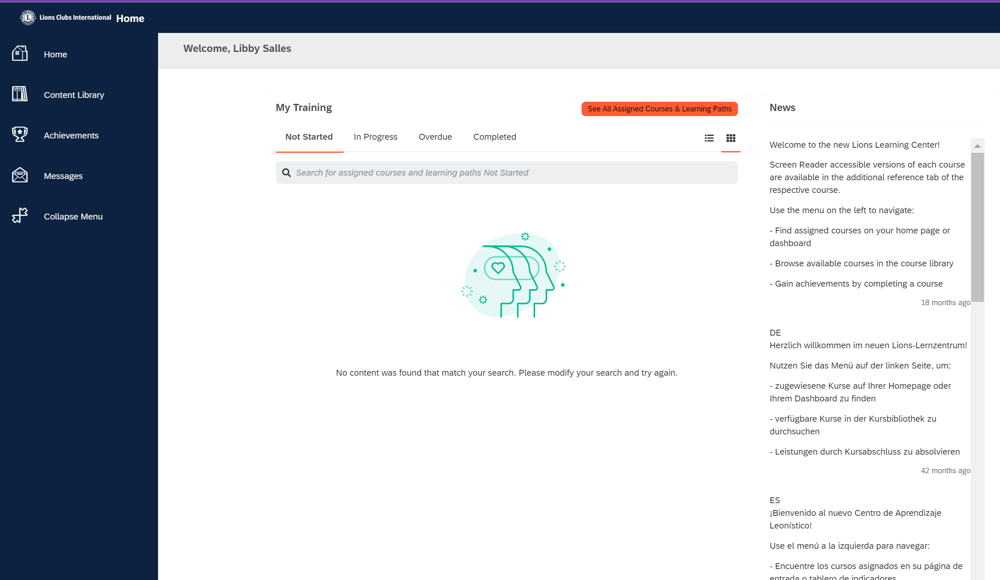 Lions Clubs International Home
Home
Content Library
Achievements
Messages
Collapse Menu
Welcome, Libby Salles
My Training
See All Assigned Courses & Learning Paths
Not Started In Progress Overdue Completed
Search for assigned courses and learning paths Not Started
No content was found that match your search. Please modify your search and try again.
News
Welcome to the new Lions Learning Center!
Screen Reader accessible versions of each course
are available in the additional reference tab of the
respective course.
Use the menu on the left to navigate:
- Find assigned courses on your home page or
dashboard
- Browse available courses in the course library
- Gain achievements by completing a course
18 months ago
DE
Herzlich willkommen im neuen Lions-Lernzentrum!
Nutzen Sie das Menü auf der linken Seite, um:
- zugewiesene Kurse auf Ihrer Homepage oder
Ihrem Dashboard zu finden
- verfügbare Kurse in der Kursbibliothek zu
durchsuchen
- Leistungen durch Kursabschluss zu absolvieren
42 months ago
ES
¡Bienvenido al nuevo Centro de Aprendizaje
Leonístico!
Use el menú a la izquierda para navegar:
- Encuentre los cursos asignados en su página de
entrada o tablero de indicadores